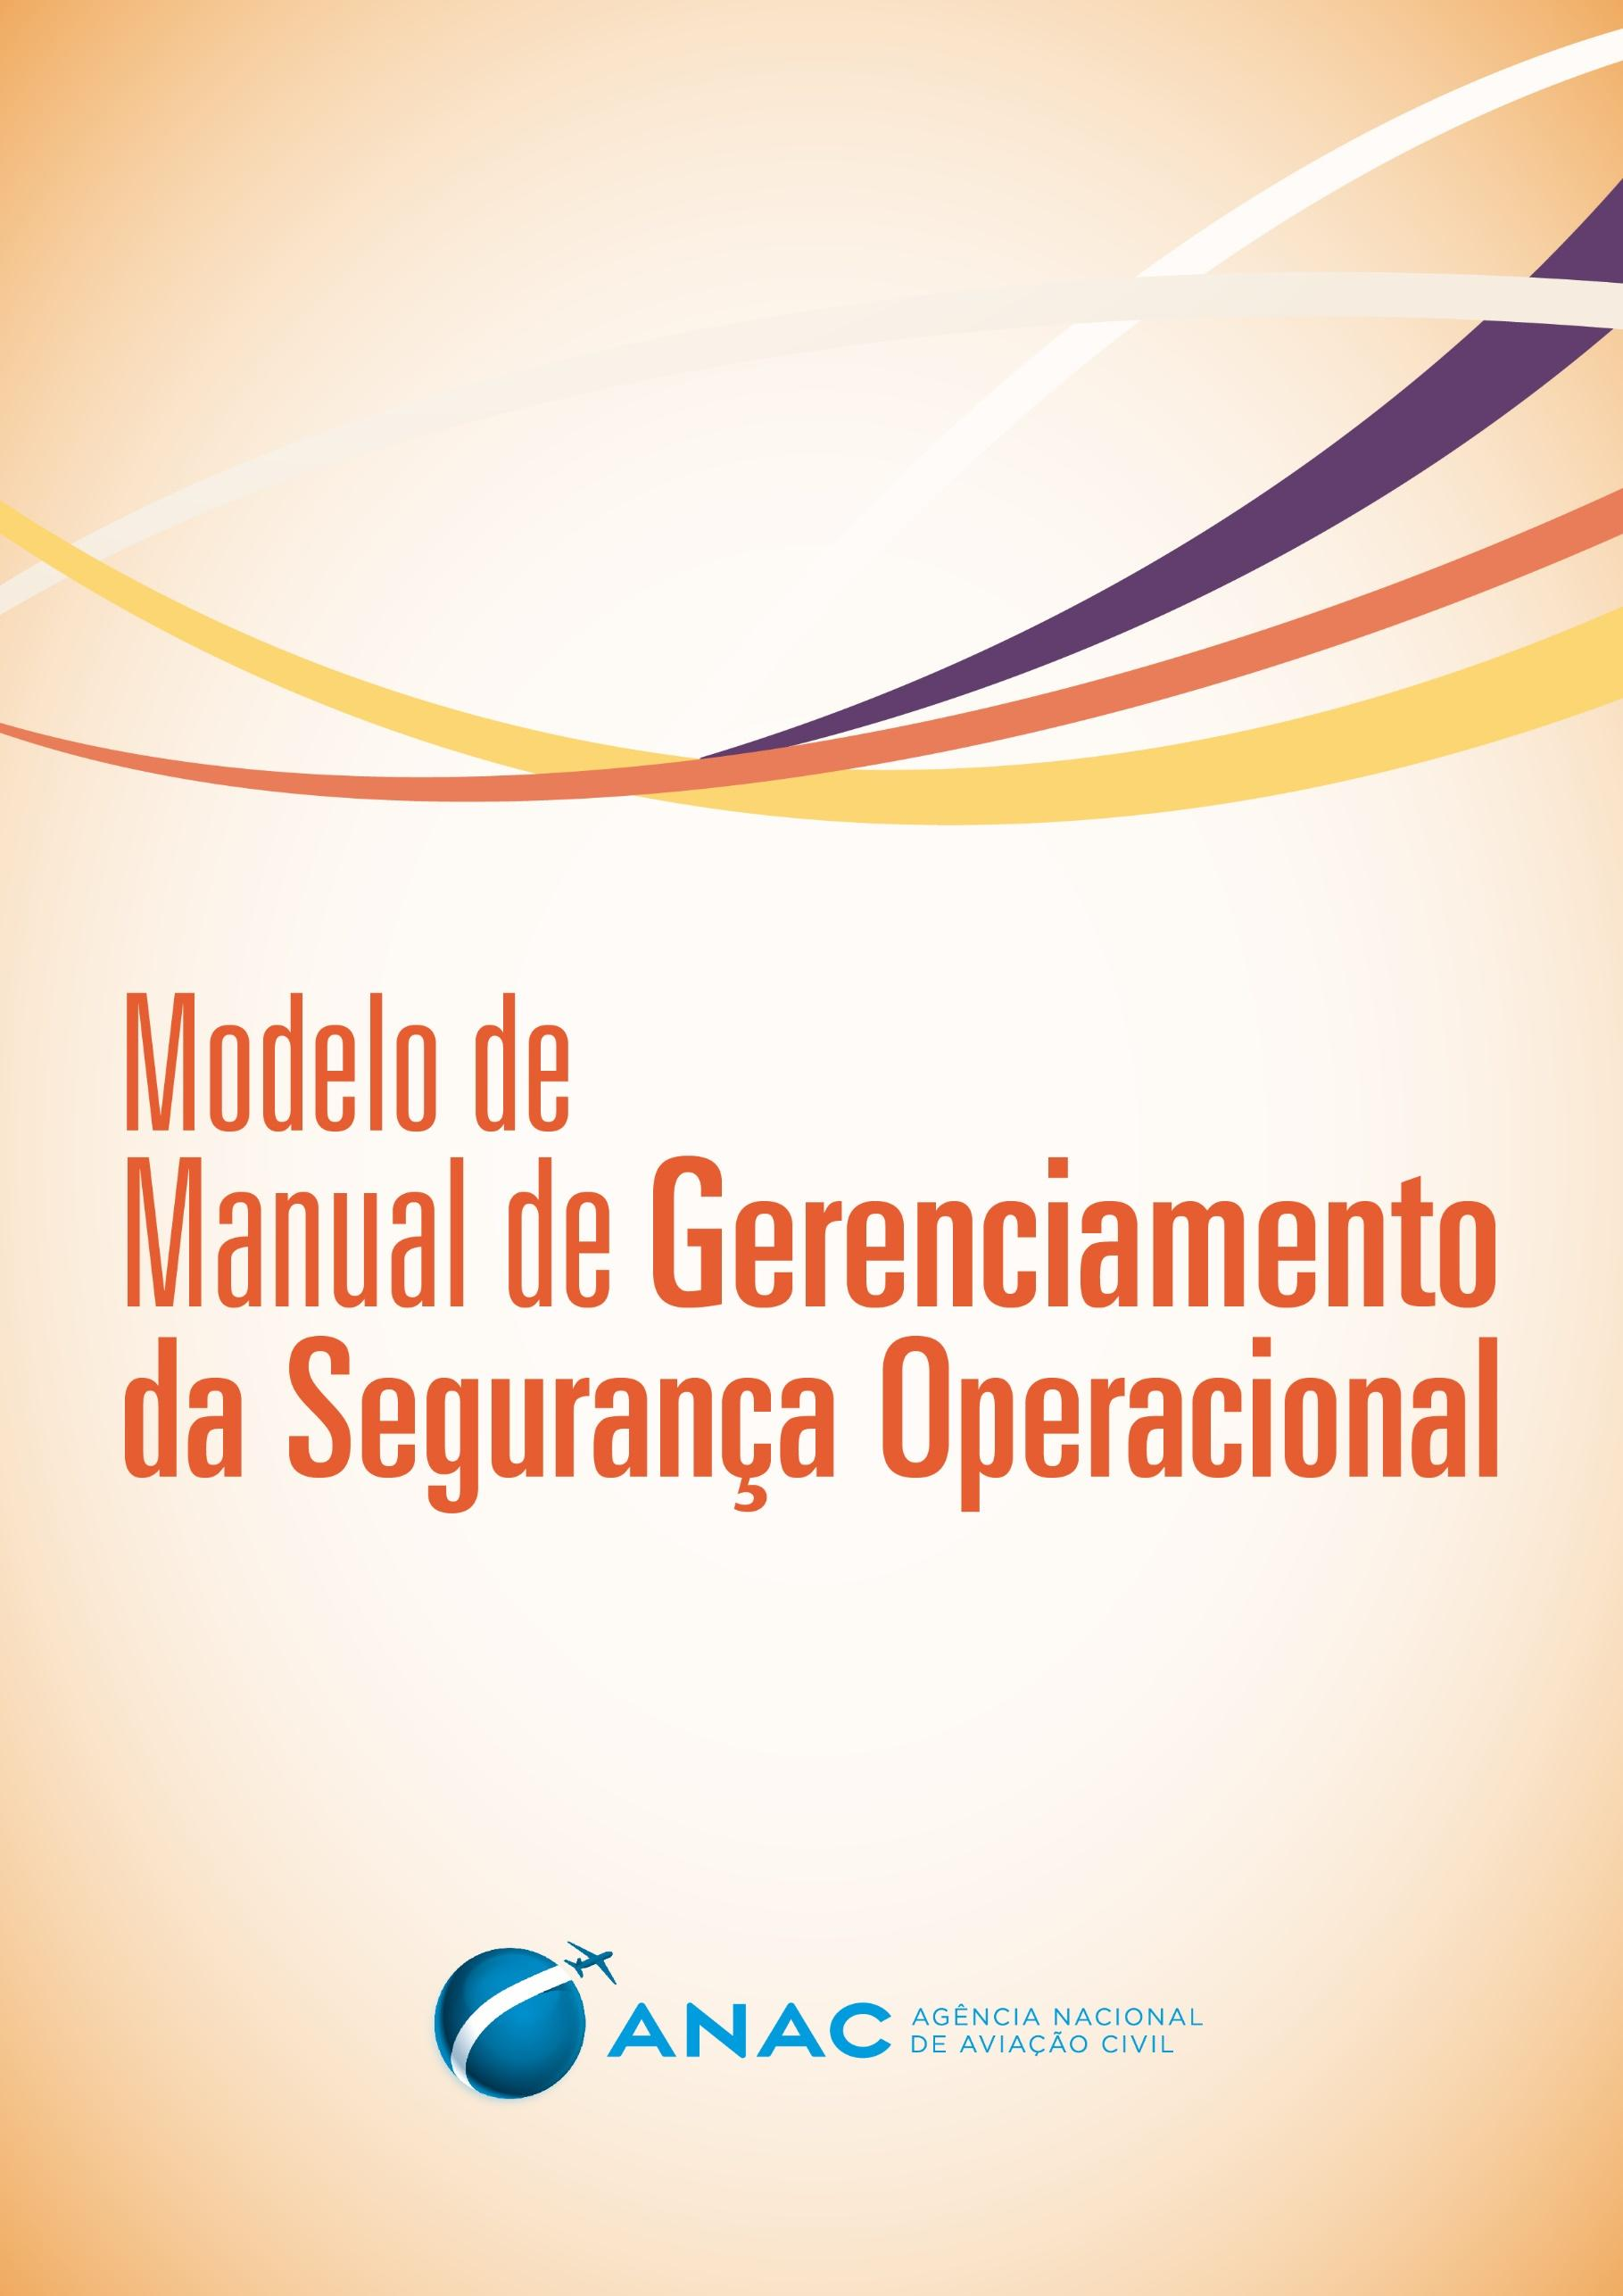 Modelo de
Manual de Gerenciamento
da Segurança Operacional
ANAC
AGÊNCIA NACIONAL
DE AVIAÇÃO CIVIL